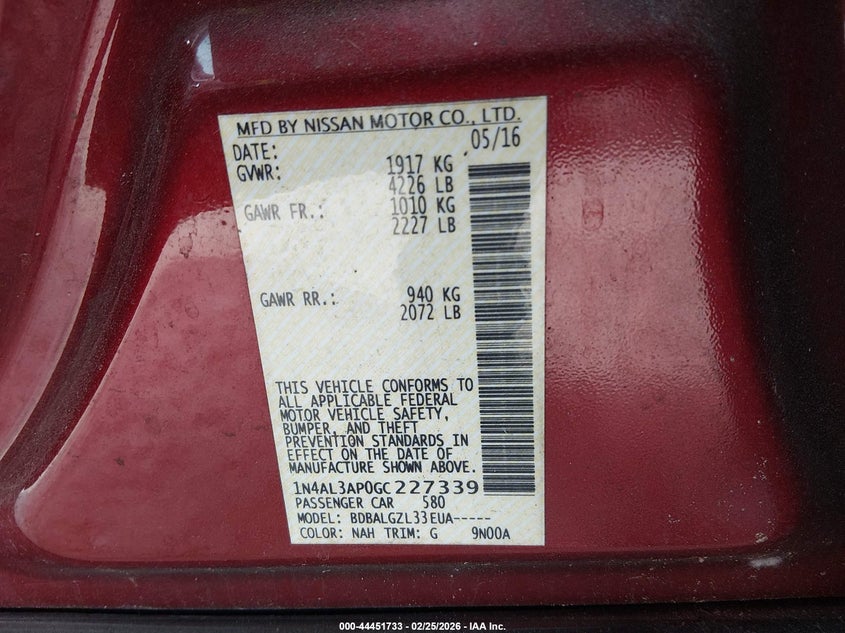 MFD BY NISSAN MOTOR CO., LTD.
DATE: 05/16
GVWR: 1917 KG
4226 LB
GAWR FR.: 1010 KG
2227 LB
GAWR RR.: 940 KG
2072 LB
THIS VEHICLE CONFORMS TO
ALL APPLICABLE FEDERAL
MOTOR VEHICLE SAFETY,
BUMPER, AND THEFT
PREVENTION STANDARDS IN
EFFECT ON THE DATE OF
MANUFACTURE SHOWN ABOVE.
1N4AL3AP0GC227339
PASSENGER CAR 580
MODEL: BDBALGZL33EUA-----
COLOR: NAH TRIM: G 9N00A
000-44451733 - 02/25/2026 - IAA Inc.